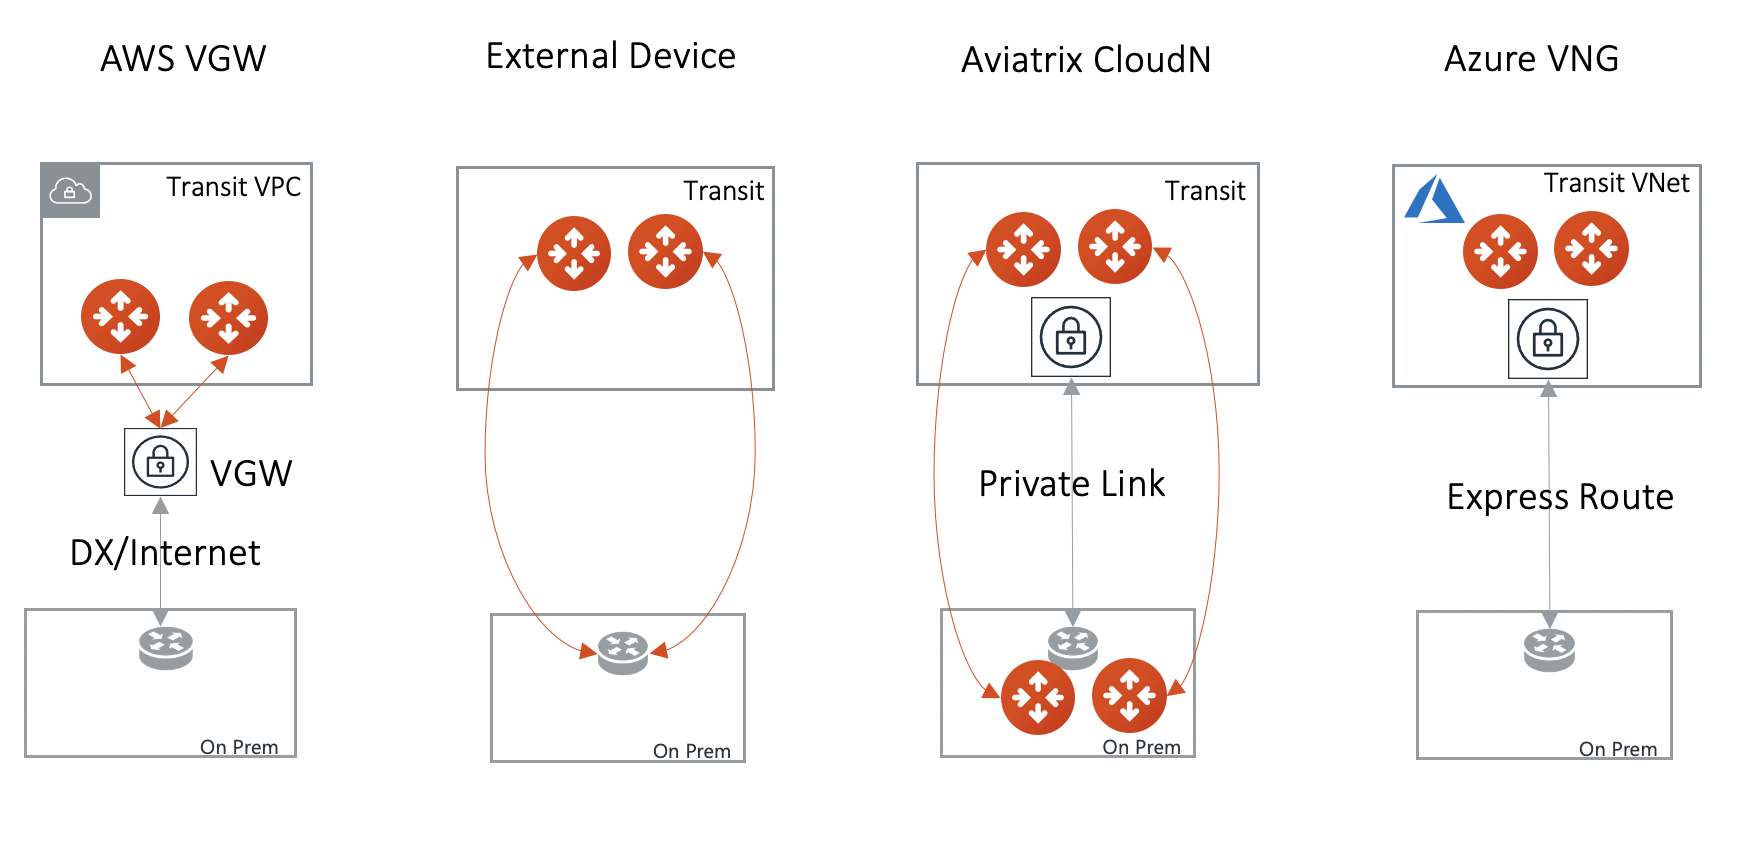 AWS VGW
External Device
Aviatrix CloudN
Azure VNG
Transit VPC
Transit
Transit
Transit VNet
VGW
Private Link
Express Route
DX/Internet
On Prem
On Prem
On Prem
On Prem